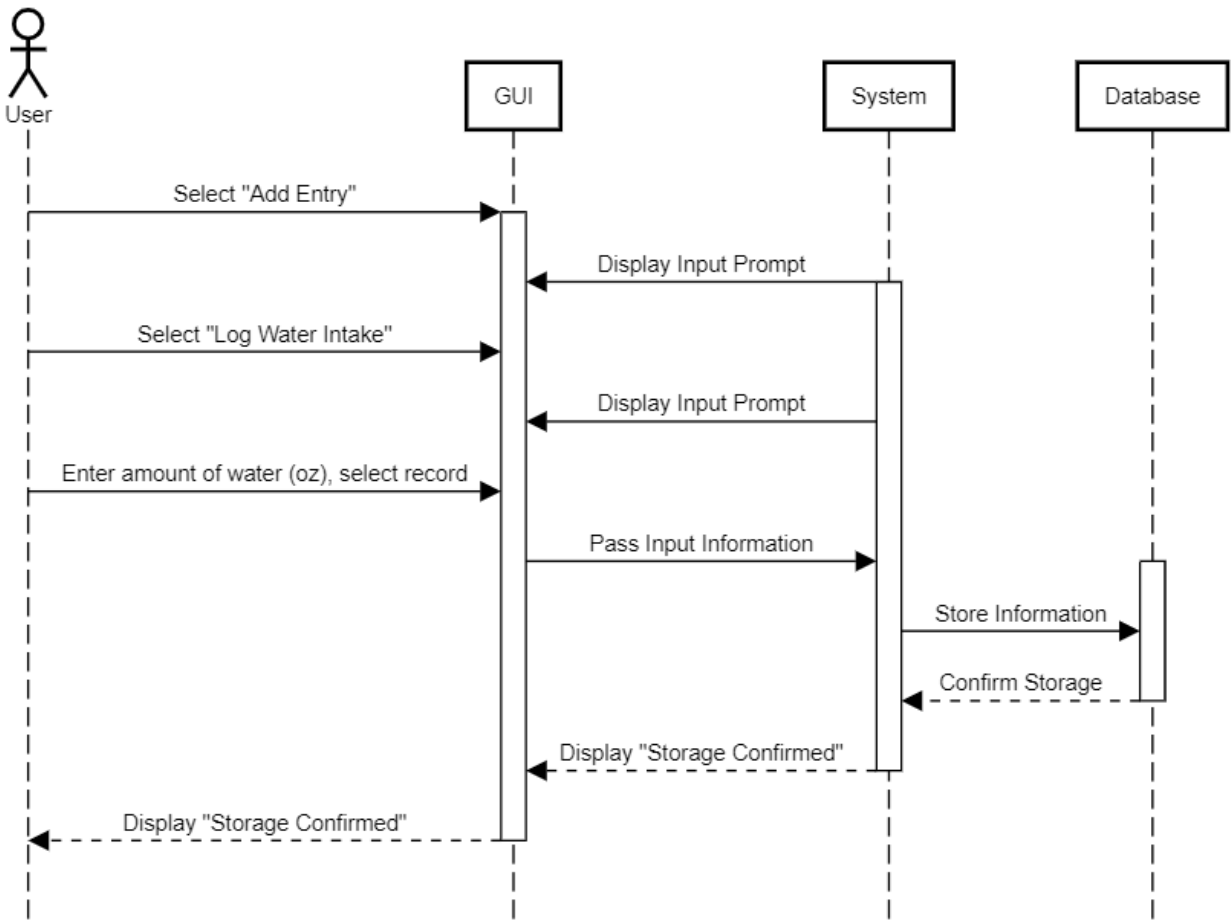 User
GUI
System
Database
Select "Add Entry"
Display Input Prompt
Select "Log Water Intake"
Display Input Prompt
Enter amount of water (oz), select record
Pass Input Information
Store Information
Confirm Storage
Display "Storage Confirmed"
Display "Storage Confirmed"